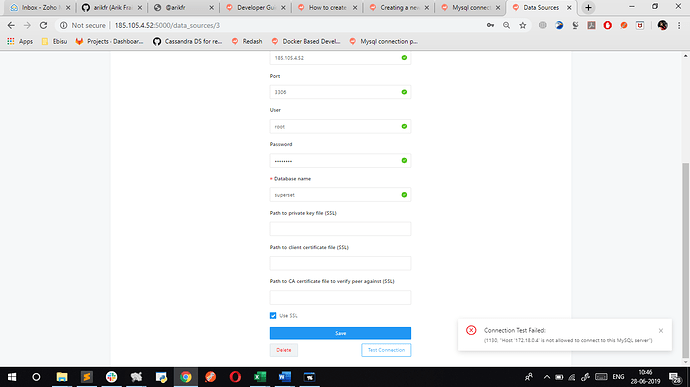 Inbox - Zoho
arikfr (Arik Fra
@arikfr
Developer Gui
How to create
Creating a new
Mysql connect
Data Sources
Not secure
185.105.4.52:5000/data_sources/3
Apps
Ebisu
Projects · Dashboar...
Cassandra DS for re...
Redash
Docker Based Devel...
Mysql connection p...
185.105.4.52
Port
3306
User
root
Password
••••••••
* Database name
superset
Path to private key file (SSL)
Path to client certificate file (SSL)
Path to CA certificate file to verify peer against (SSL)
Use SSL
Save
Delete
Test Connection
Connection Test Failed:
(1130, "Host '172.18.0.4' is not allowed to connect to this MySQL server")
ENG
10:46
28-06-2019